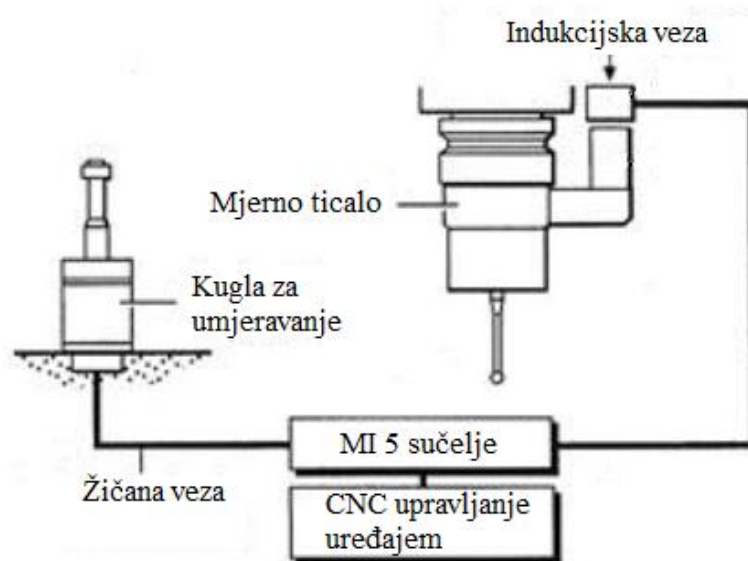 Indukcijska veza
Mjerno ticalo
Kugla za
umjeravanje
MI 5 sučelje
Žičana veza
CNC upravljanje
uređajem